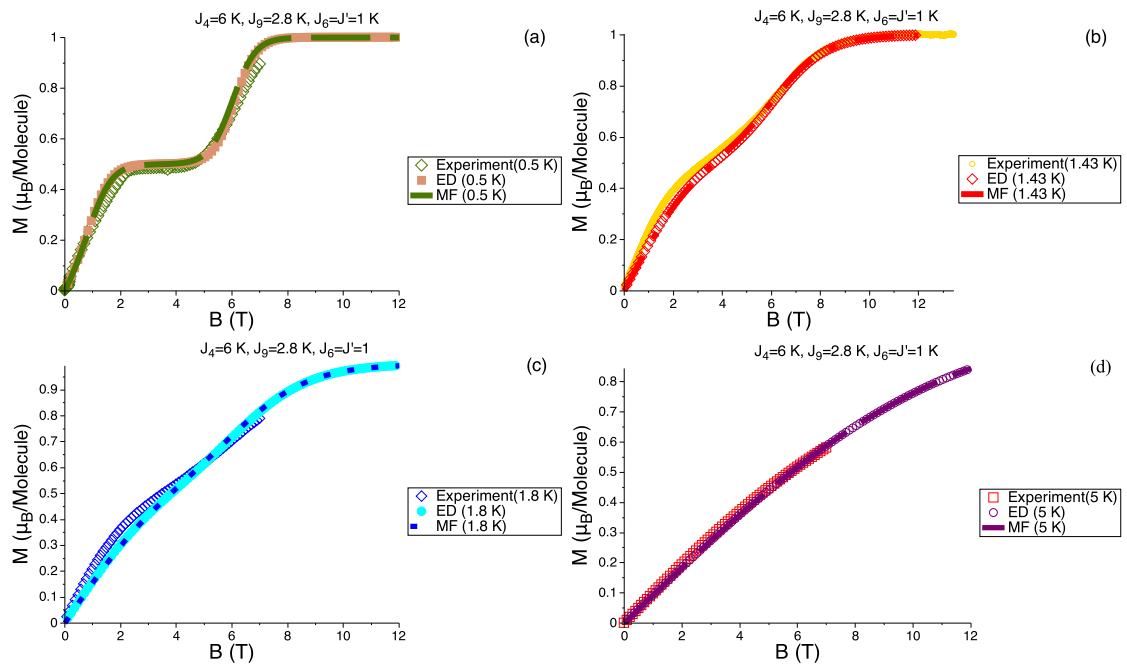 J₄=6 K, J₉=2.8 K, J₆=J'=1 K
(a)
M (μ_B/Molecule)
1
0.8
0.6
0.4
0.2
0
0 2 4 6 8 10 12
B (T)
Experiment(0.5 K)
ED (0.5 K)
MF (0.5 K)
J₄=6 K, J₉=2.8 K, J₆=J'=1 K
(b)
M (μ_B/Molecule)
1
0.8
0.6
0.4
0.2
0
0 2 4 6 8 10 12
B (T)
Experiment(1.43 K)
ED (1.43 K)
MF (1.43 K)
J₄=6 K, J₉=2.8 K, J₆=J'=1
(c)
M (μ_B/Molecule)
0.9
0.8
0.7
0.6
0.5
0.4
0.3
0.2
0.1
0
0 2 4 6 8 10 12
B (T)
Experiment(1.8 K)
ED (1.8 K)
MF (1.8 K)
J₄=6 K, J₉=2.8 K, J₆=J'=1 K
(d)
M (μ_B/Molecule)
0.8
0.7
0.6
0.5
0.4
0.3
0.2
0.1
0
0 2 4 6 8 10 12
B (T)
Experiment(5 K)
ED (5 K)
MF (5 K)